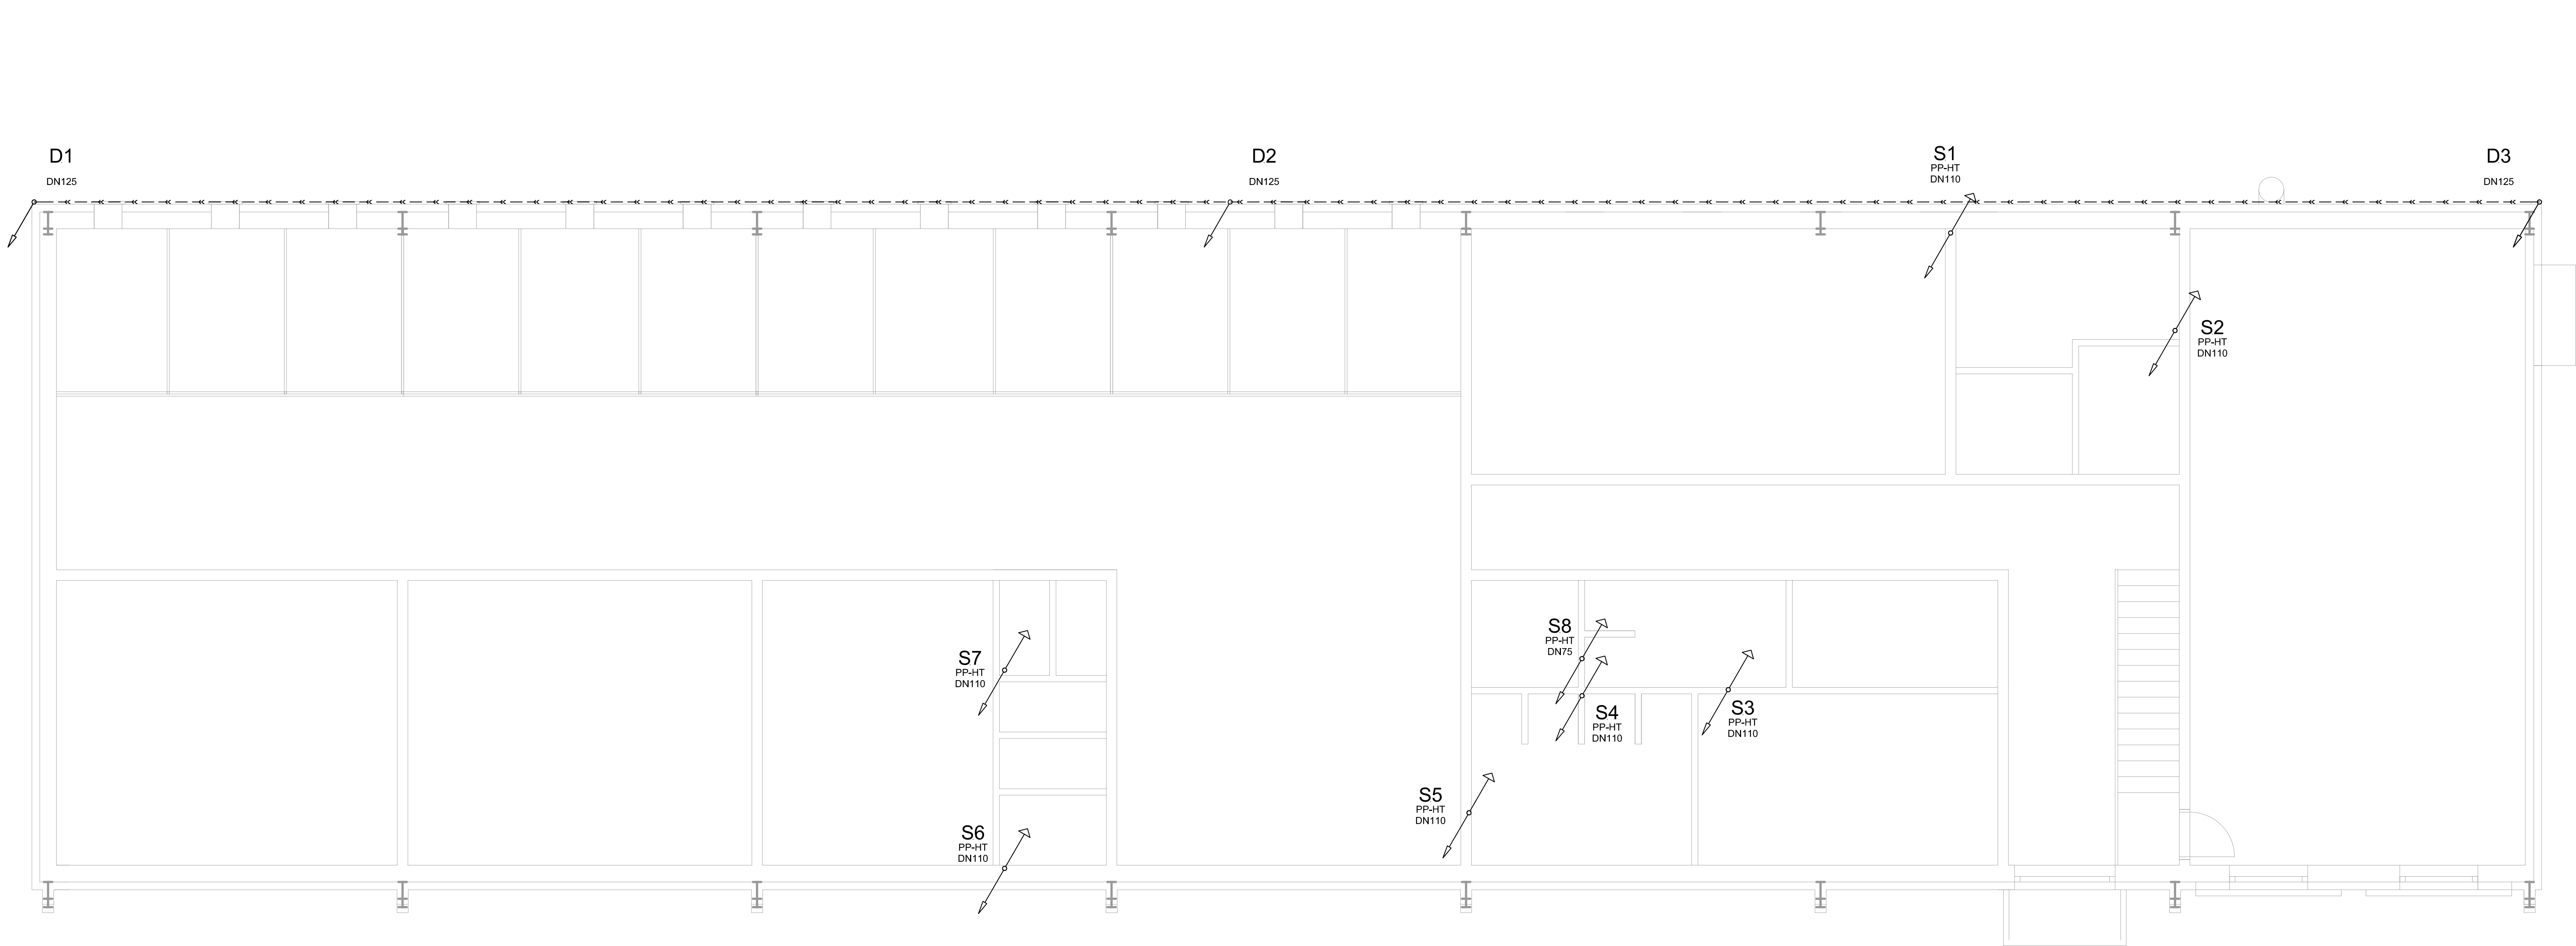 D1
DN125
D2
DN125
S1
PP-HT
DN110
D3
DN125
S2
PP-HT
DN110
S8
PP-HT
DN75
S7
PP-HT
DN110
S4
PP-HT
DN110
S3
PP-HT
DN110
S5
PP-HT
DN110
S6
PP-HT
DN110